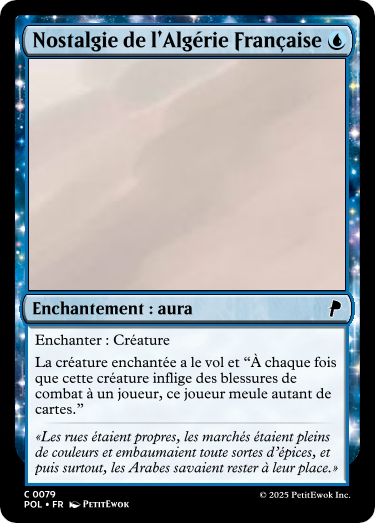 Nostalgie de l'Algérie Française
Enchantement : aura
Enchanter : Créature
La créature enchantée a le vol et “À chaque fois
que cette créature inflige des blessures de
combat à un joueur, ce joueur meule autant de
cartes.”
«Les rues étaient propres, les marchés étaient pleins
de couleurs et embaumaient toute sortes d'épices, et
puis surtout, les Arabes savaient rester à leur place.»
C 0079
POL • FR PetitEwok
© 2025 PetitEwok Inc.